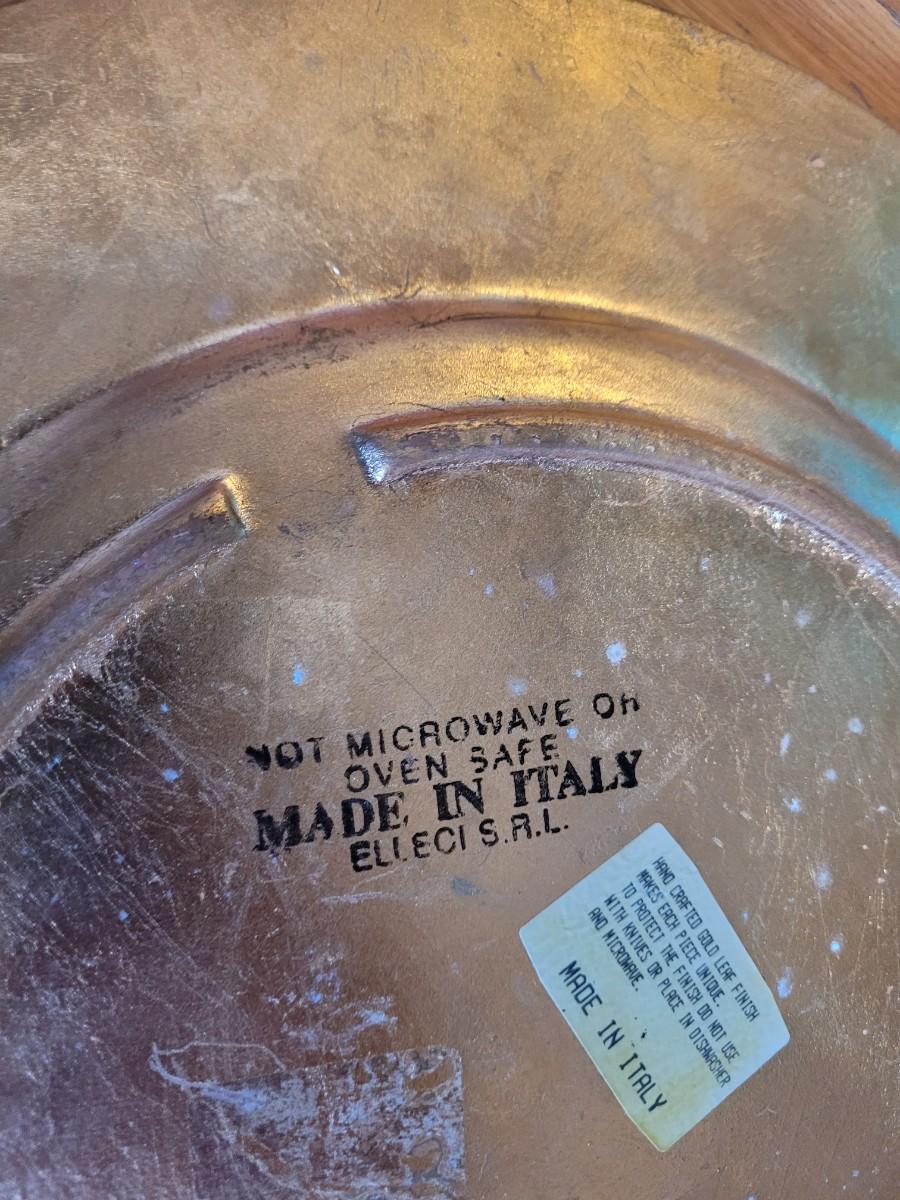 NOT MICROWAVE OR
OVEN SAFE
MADE IN ITALY
ELLECI S.R.L.
HAND CRAFTED GOLD LEAF FINISH
MAKES EACH PIECE UNIQUE.
TO PROTECT THE FINISH DO NOT USE
WITH KNIVES OR PLACE IN DISHWASHER
AND MICROWAVE.
MADE IN ITALY